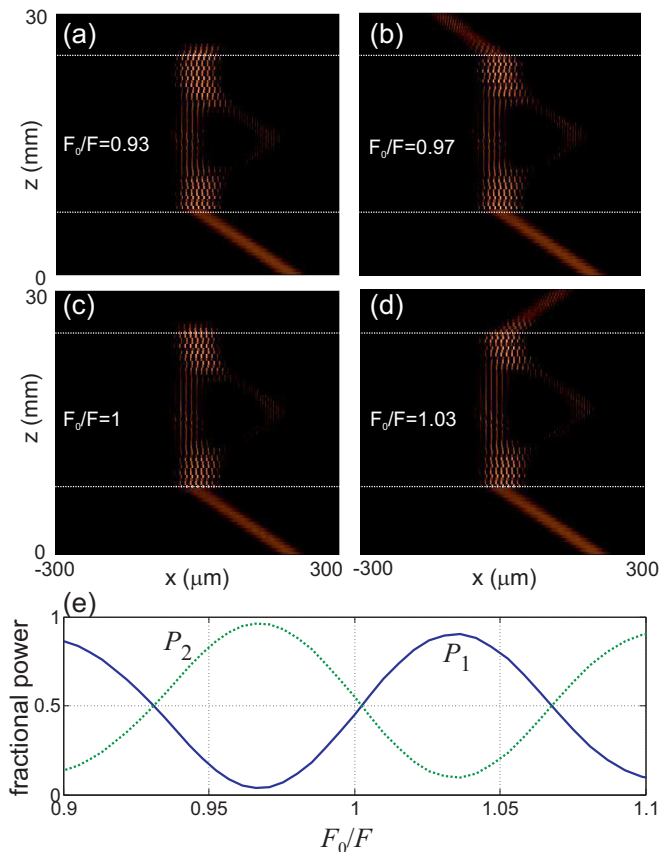 30
(a)
(b)
z (mm)
F₀/F=0.93
F₀/F=0.97
0
30
(c)
(d)
z (mm)
F₀/F=1
F₀/F=1.03
0
-300
x (μm)
300
-300
x (μm)
300
(e)
1
P₂
P₁
fractional power
0.5
0
0.9
0.95
1
1.05
1.1
F₀/F